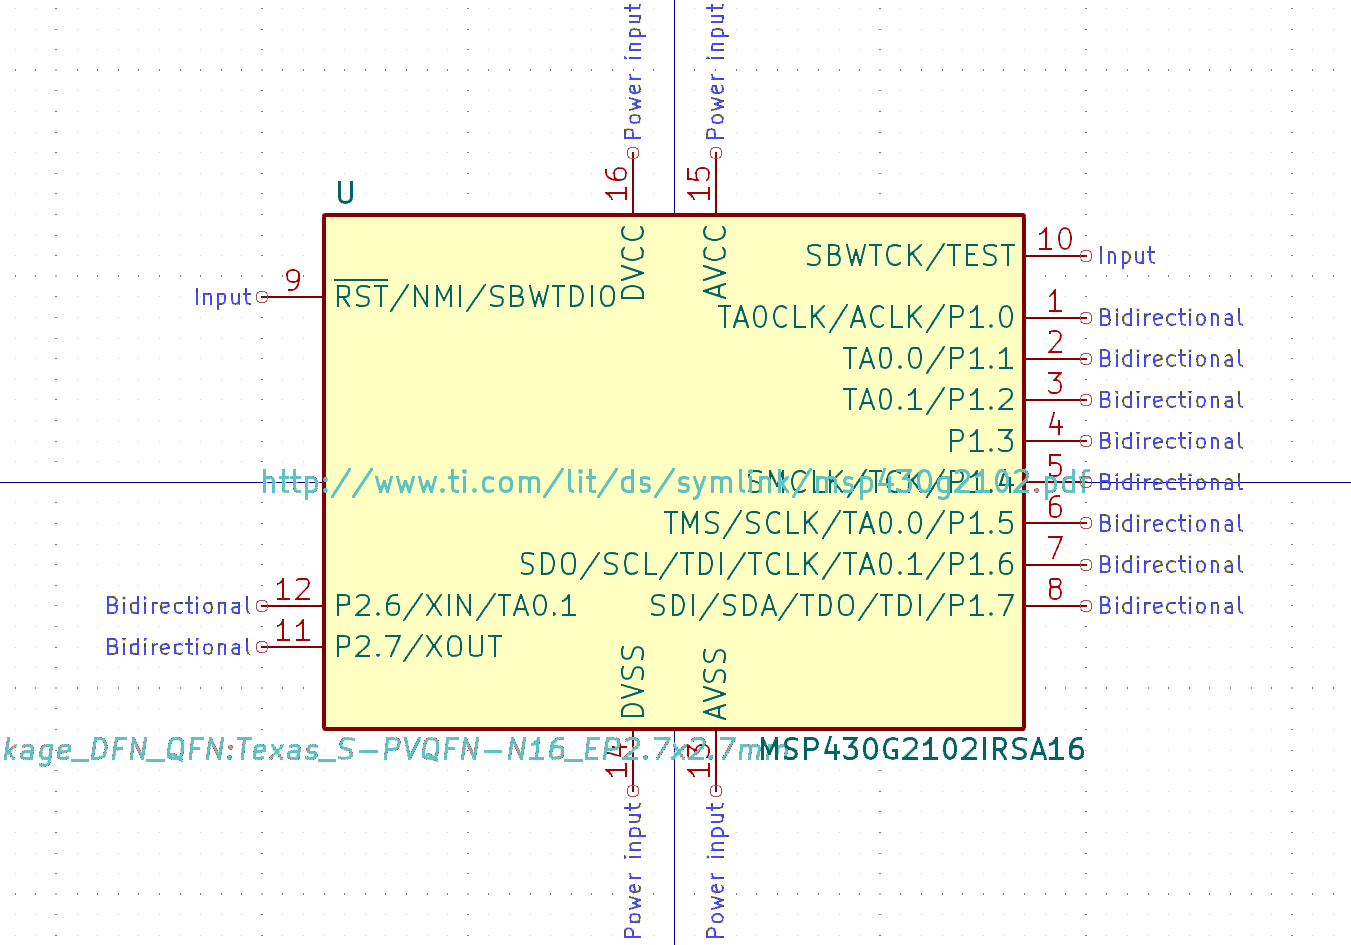 Power input
Power input
16
15
U
DVCC
AVCC
SBWTCK/TEST
10
Input
Input
9
RST/NMI/SBWTDIO
TA0CLK/ACLK/P1.0
1
Bidirectional
TA0.0/P1.1
2
Bidirectional
TA0.1/P1.2
3
Bidirectional
P1.3
4
Bidirectional
http://www.ti.com/lit/ds/symlink/msp430g2102.pdf
SMCLK/TCK/P1.4
5
Bidirectional
TMS/SCLK/TA0.0/P1.5
6
Bidirectional
SDO/SCL/TDI/TCLK/TA0.1/P1.6
7
Bidirectional
Bidirectional
12
P2.6/XIN/TA0.1
SDI/SDA/TDO/TDI/P1.7
8
Bidirectional
Bidirectional
11
P2.7/XOUT
DVSS
AVSS
kage_DFN_QFN:Texas_S-PVQFN-N16_EP2.7x2.7mm
MSP430G2102IRSA16
14
13
Power input
Power input